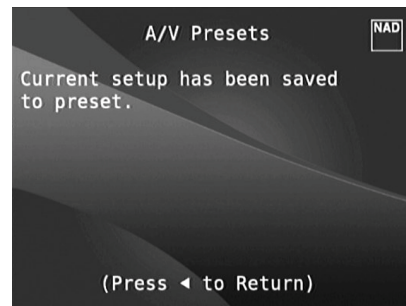 A/V Presets
NAD
Current setup has been saved
to preset.
(Press ◄ to Return)